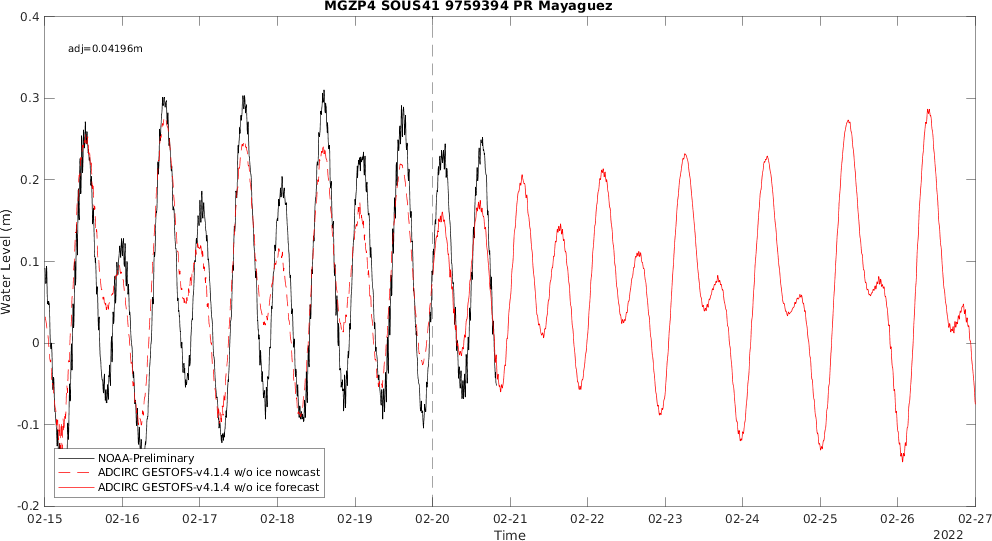 MGZP4 SOUS41 9759394 PR Mayaguez
0.4
adj=0.04196m
0.3
0.2
0.1
0
-0.1
-0.2
Water Level (m)
NOAA-Preliminary
ADCIRC GESTOFS-v4.1.4 w/o ice nowcast
ADCIRC GESTOFS-v4.1.4 w/o ice forecast
02-15 02-16 02-17 02-18 02-19 02-20 02-21 02-22 02-23 02-24 02-25 02-26 02-27
Time
2022